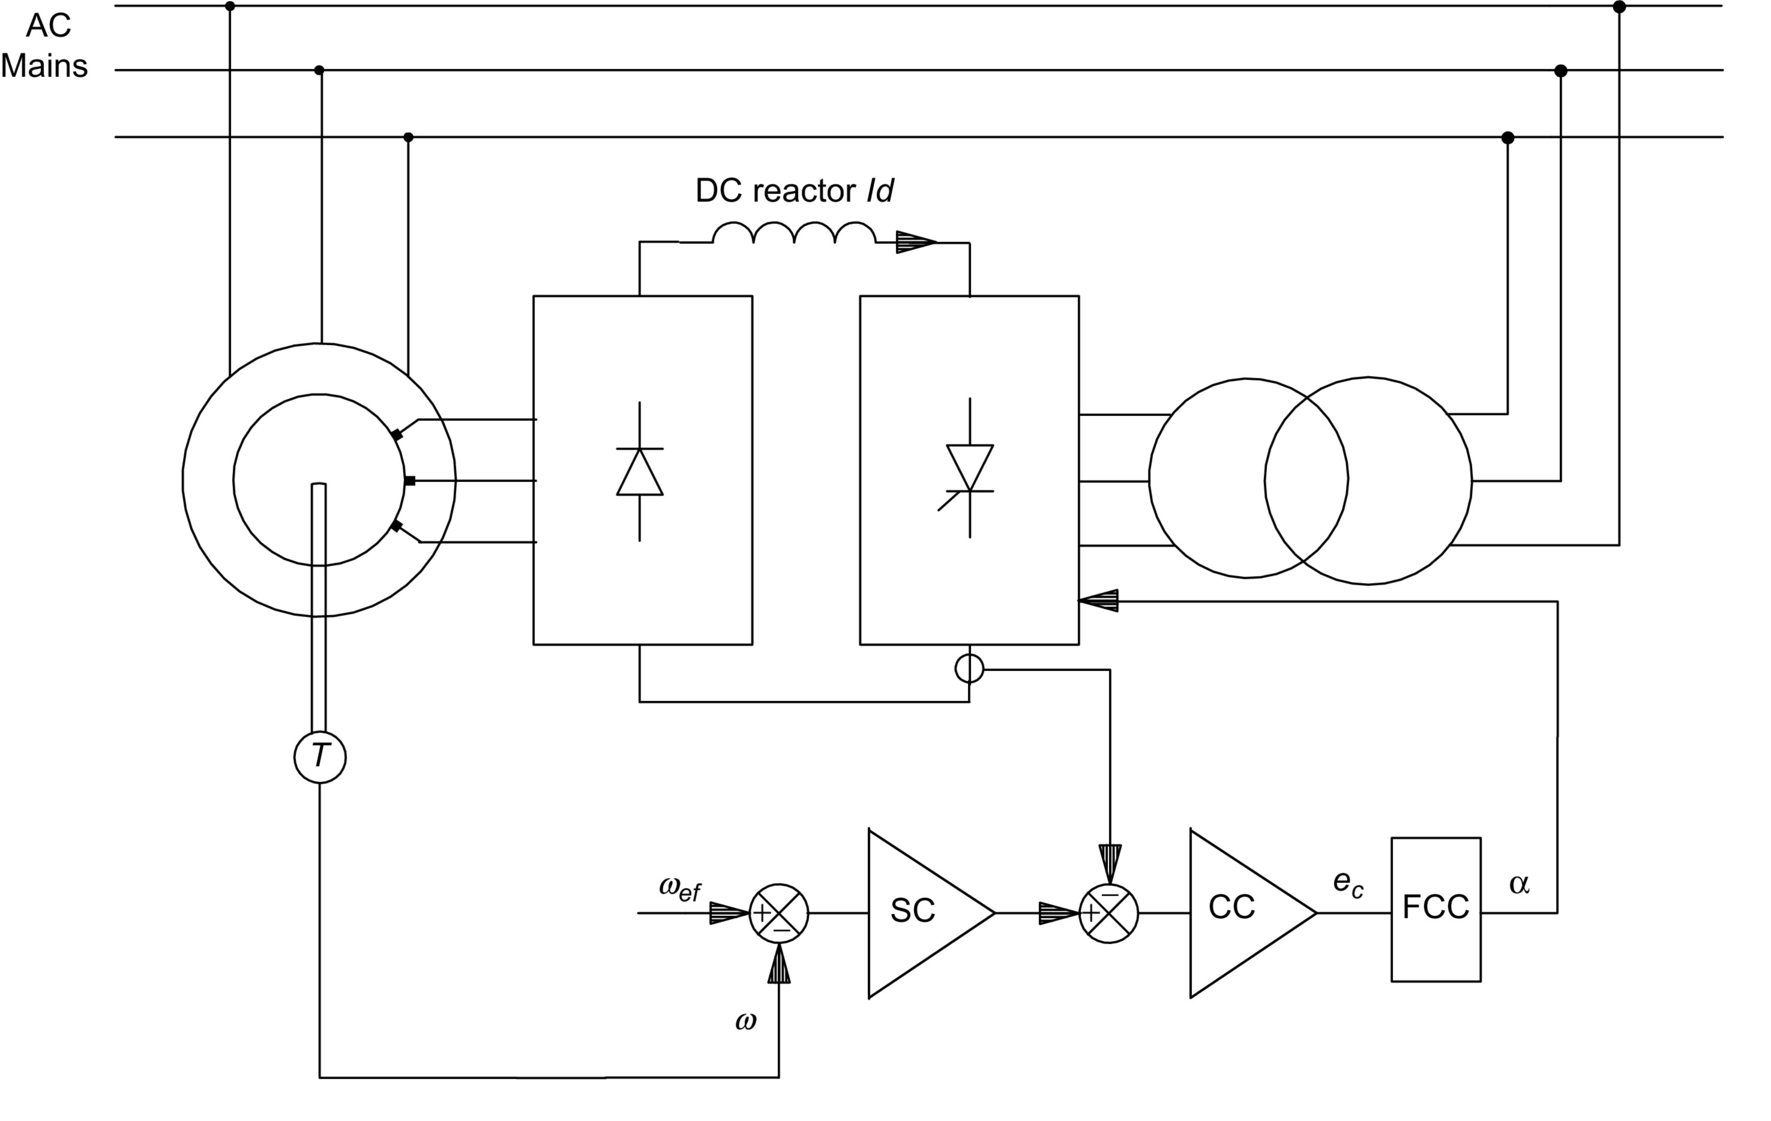 AC
Mains
DC reactor Id
T
ωef
+
−
ω
SC
+
−
CC
ec
FCC
α